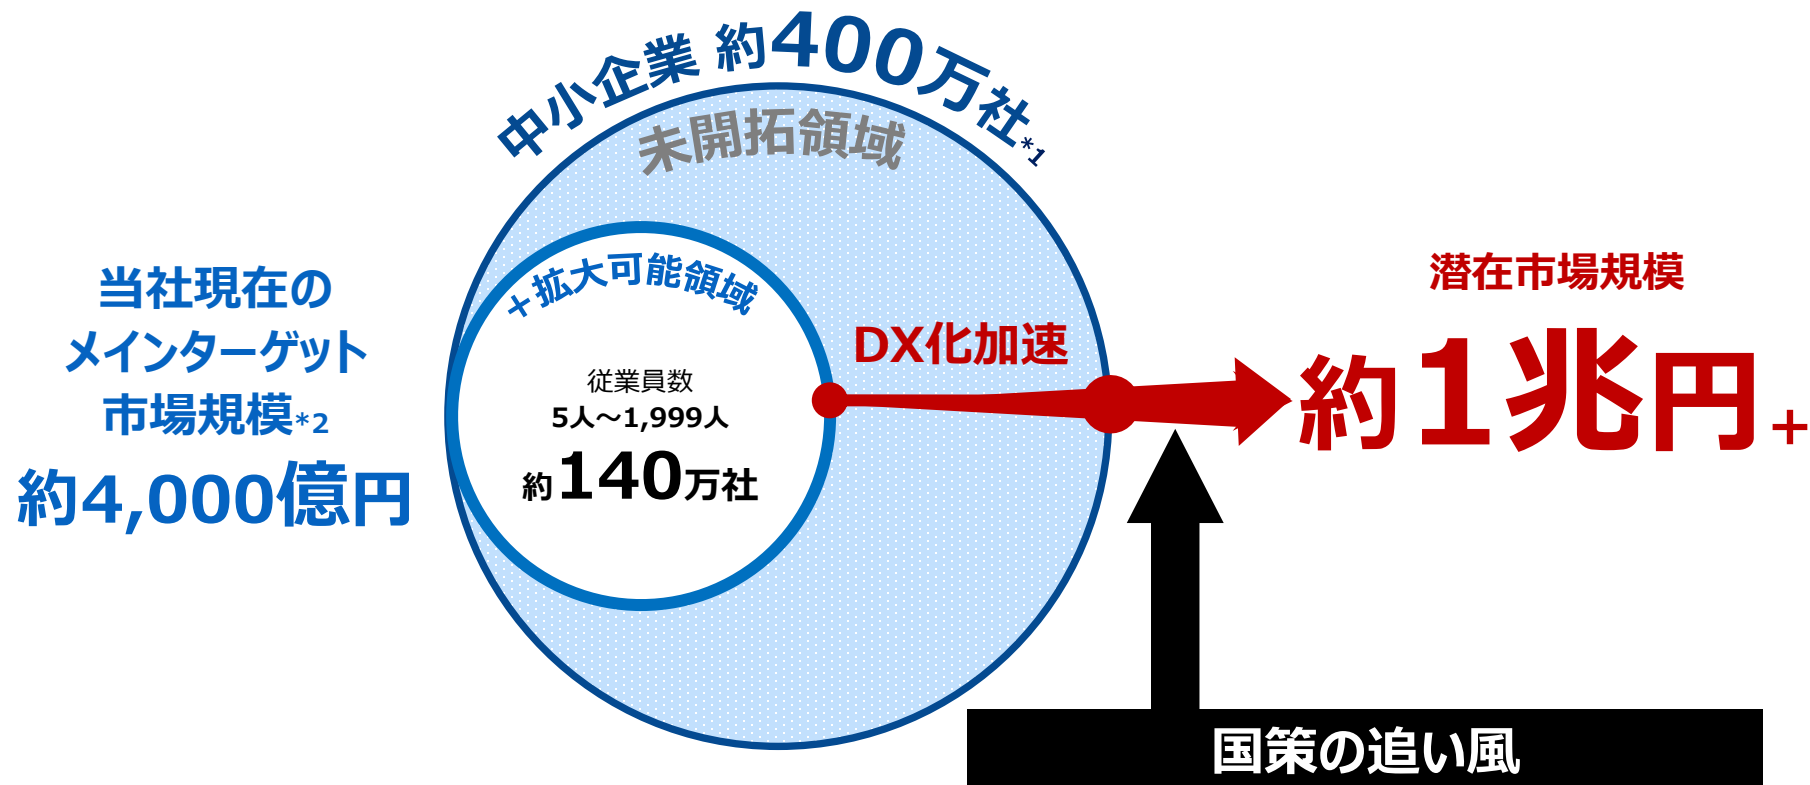 中小企業 約400万社*1
未開拓領域
+拡大可能領域
従業員数
5人～1,999人
約140万社
当社現在の
メインターゲット
市場規模*2
約4,000億円
DX化加速
潜在市場規模
約1兆円+
国策の追い風